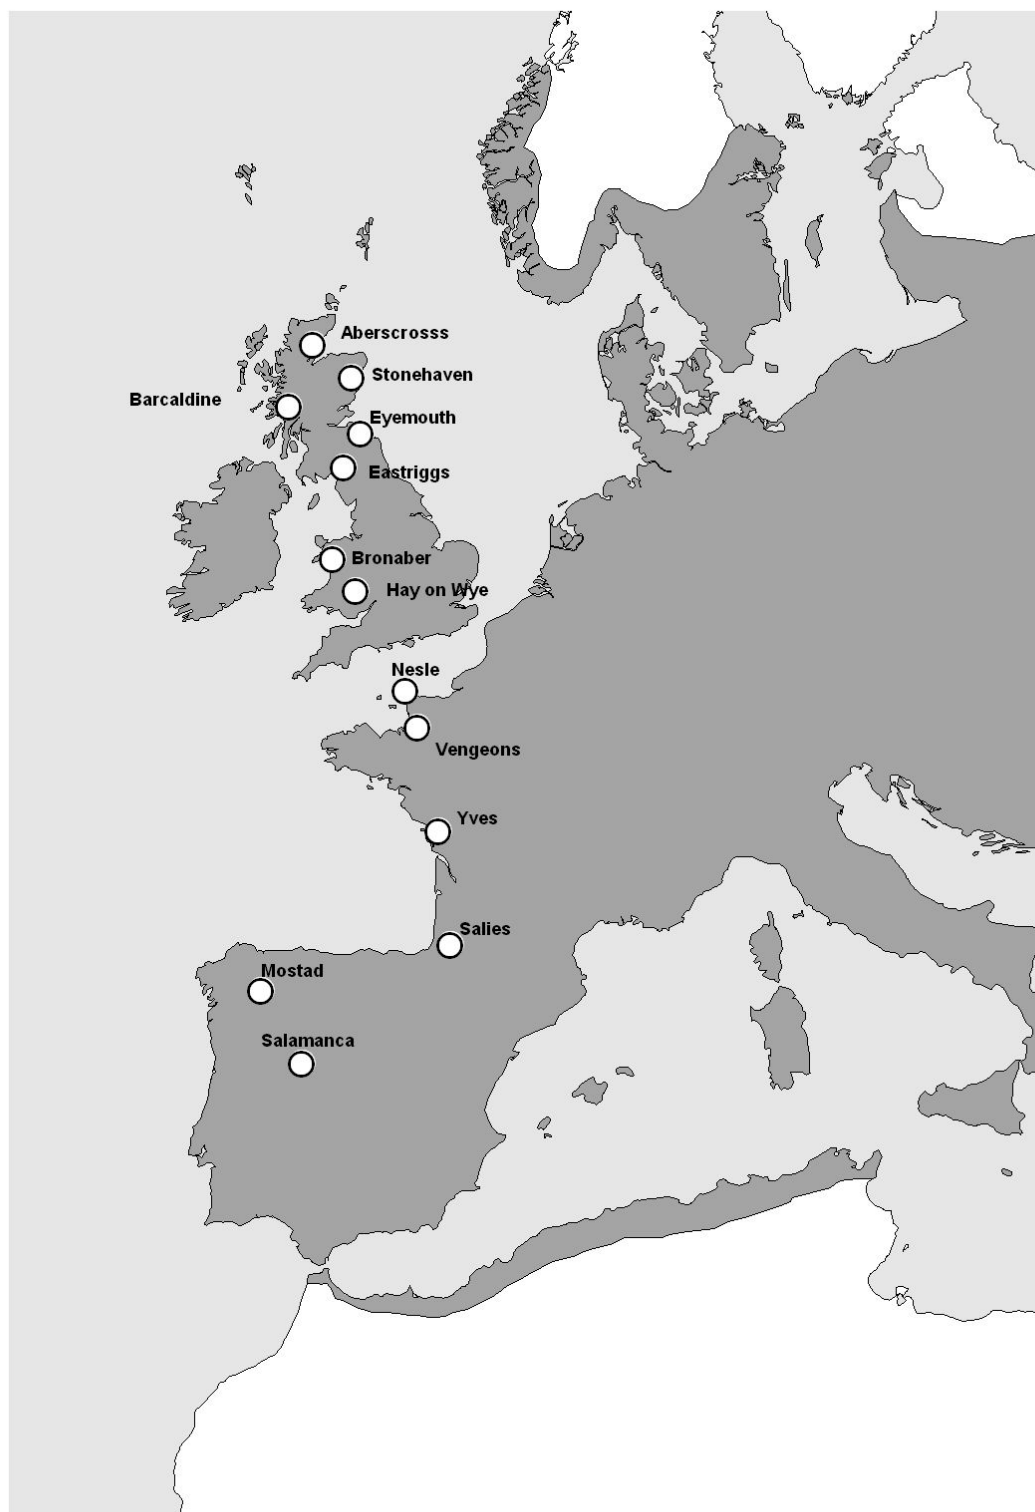 Aberscrosss
Stonehaven
Barcaldine
Eyemouth
Eastriggs
Bronaber
Hay on Wye
Nesle
Vengeons
Yves
Salies
Mostad
Salamanca